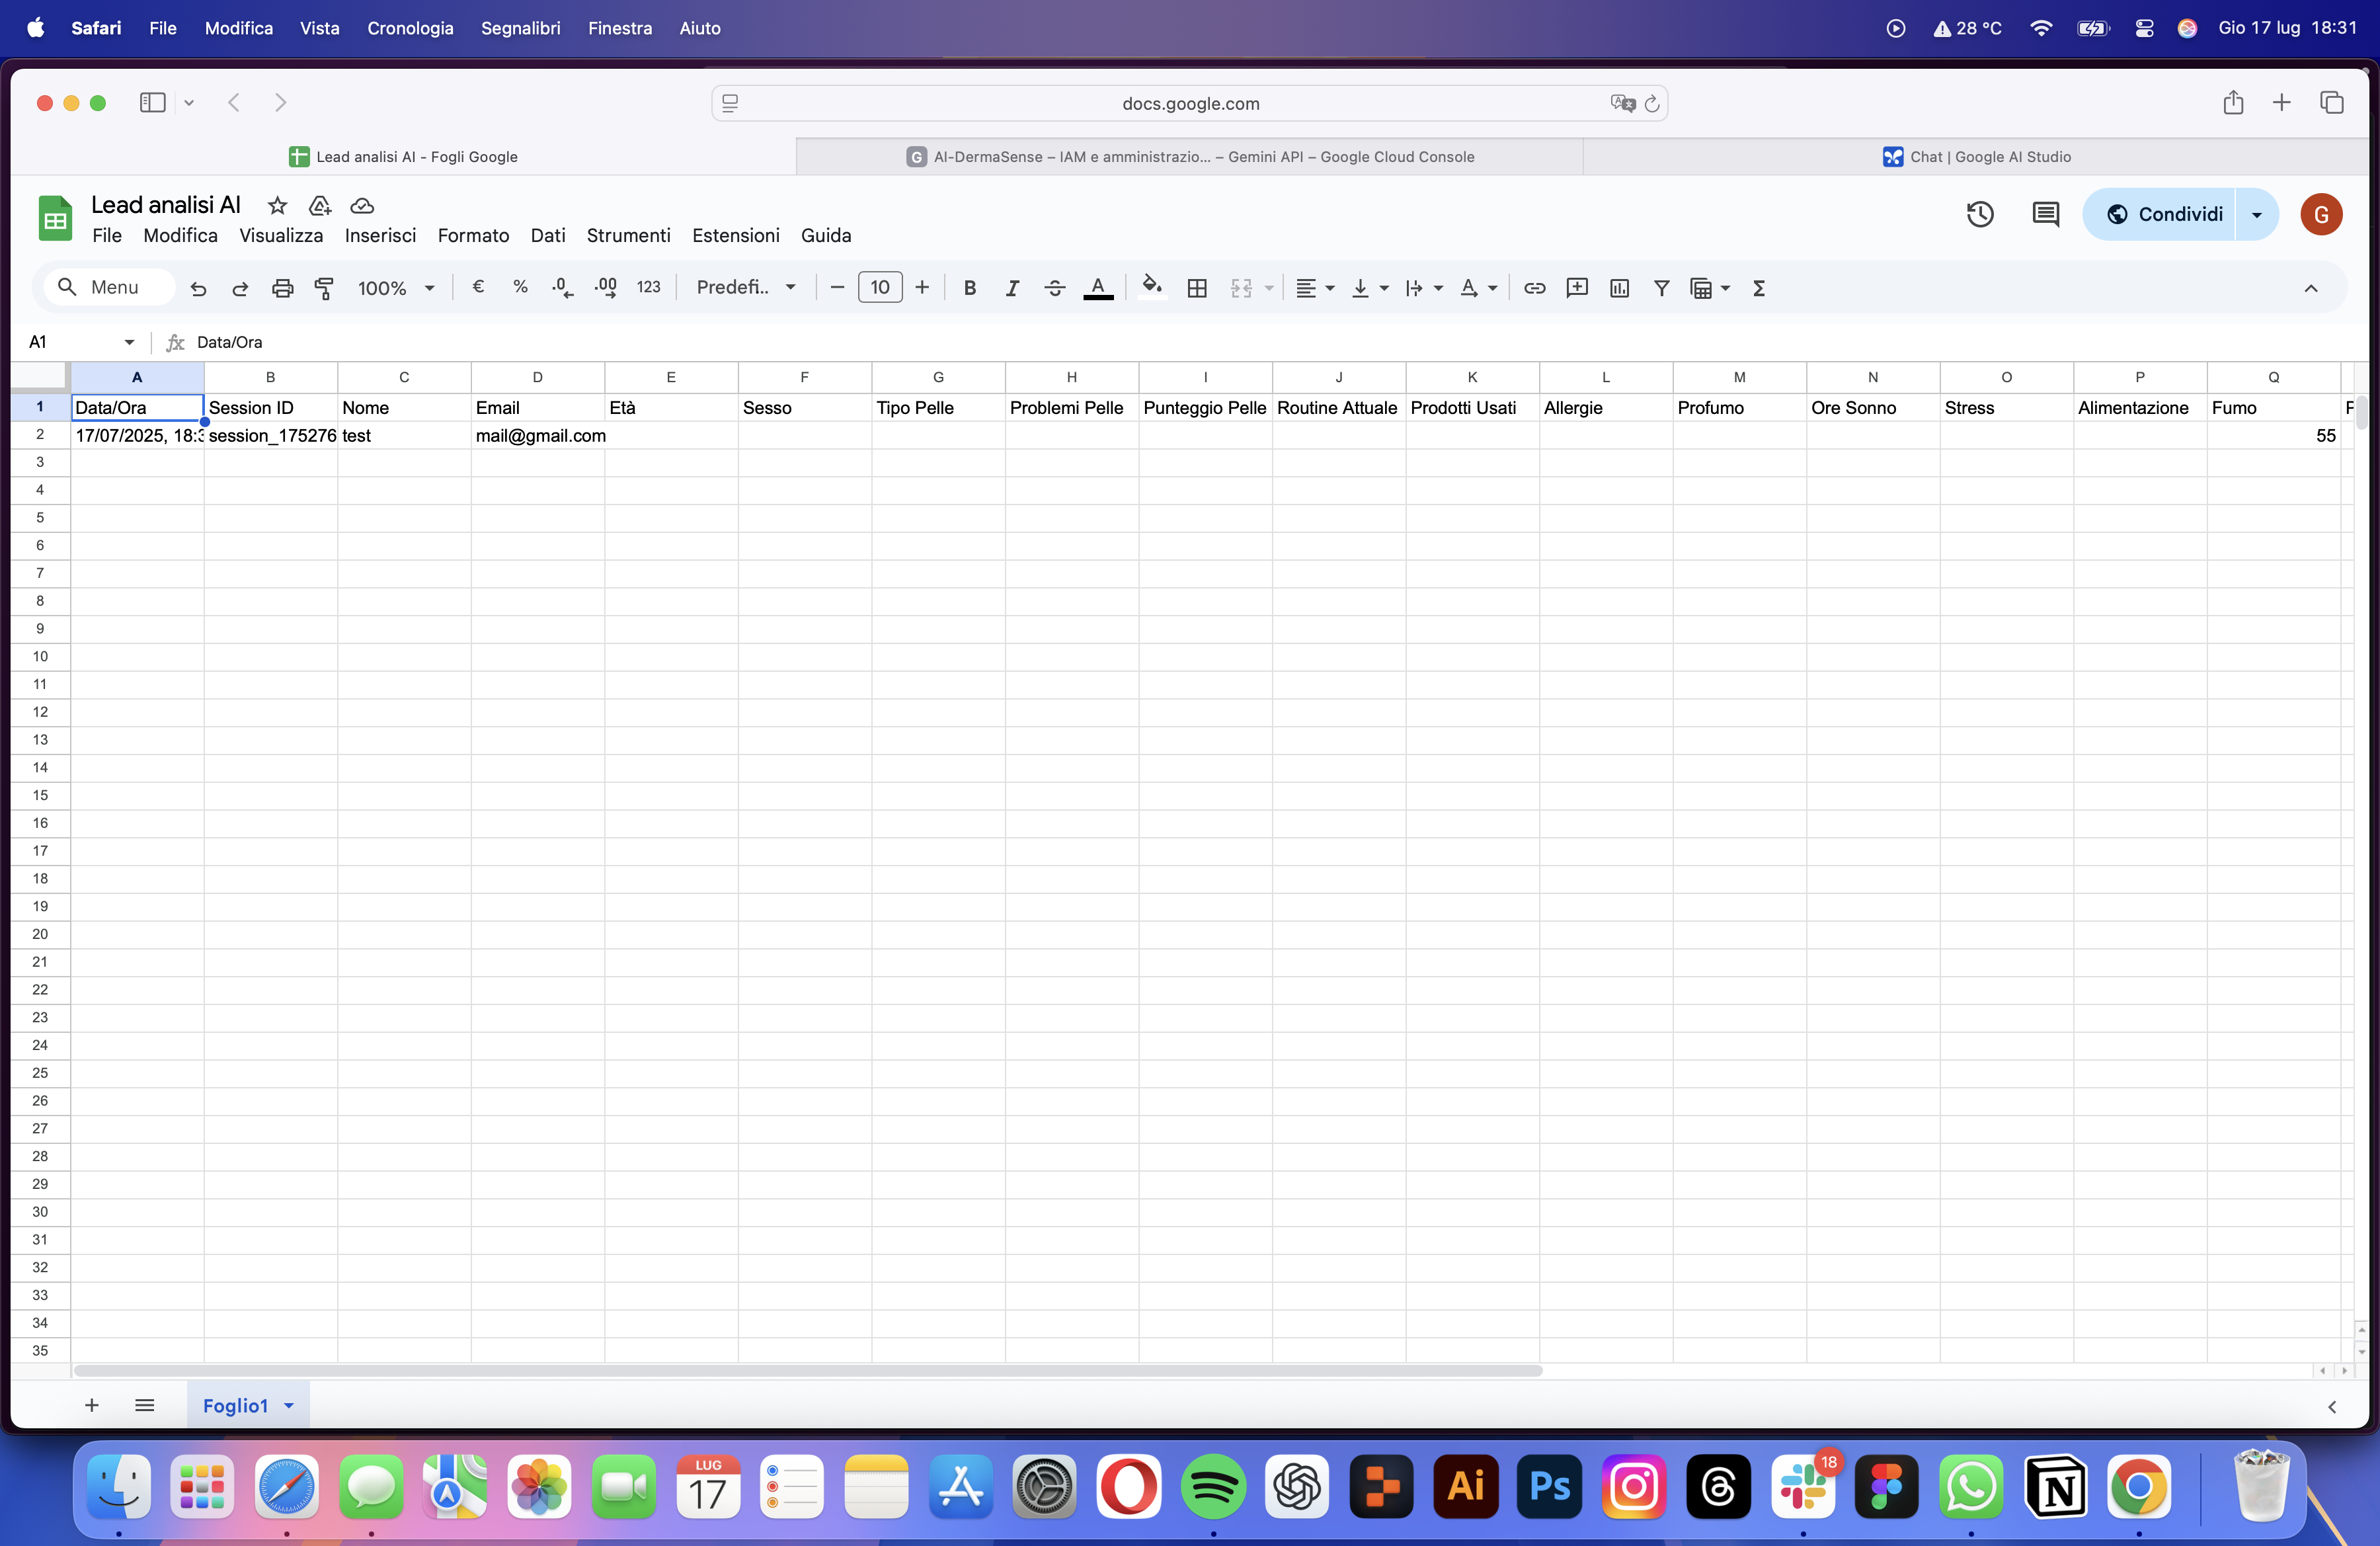 Safari File Modifica Vista Cronologia Segnalibri Finestra Aiuto 28 °C Gio 17 lug 18:31
docs.google.com
Lead analisi AI - Fogli Google G AI-DermaSense – IAM e amministrazio... – Gemini API – Google Cloud Console Chat | Google AI Studio
Lead analisi AI
Condividi G
File Modifica Visualizza Inserisci Formato Dati Strumenti Estensioni Guida
Menu 100% € % .0 .00 123 Predefi... 10 B I A A Σ
A1 fx Data/Ora
A B C D E F G H I J K L M N O P Q
1 Data/Ora Session ID Nome Email Età Sesso Tipo Pelle Problemi Pelle Punteggio Pelle Routine Attuale Prodotti Usati Allergie Profumo Ore Sonno Stress Alimentazione Fumo
2 17/07/2025, 18:3 session_175276 test mail@gmail.com 55
3
4
5
6
7
8
9
10
11
12
13
14
15
16
17
18
19
20
21
22
23
24
25
26
27
28
29
30
31
32
33
34
35
Foglio1
LUG
17
Ai Ps 18 N